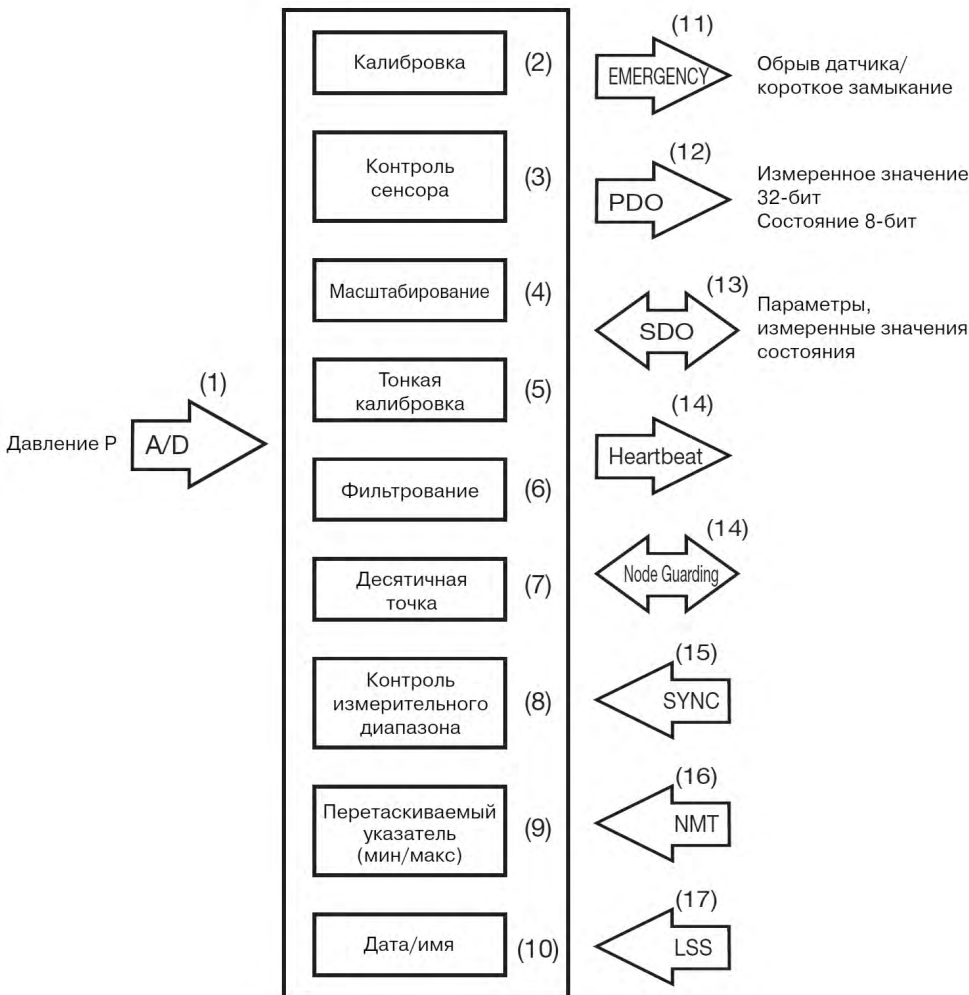 Давление P
(1)
A/D
Калибровка
(2)
Контроль
сенсора
(3)
Масштабирование
(4)
Тонкая
калибровка
(5)
Фильтрование
(6)
Десятичная
точка
(7)
Контроль
измерительного
диапазона
(8)
Перетаскиваемый
указатель
(мин/макс)
(9)
Дата/имя
(10)
(11)
EMERGENCY
Обрыв датчика/
короткое замыкание
(12)
PDO
Измеренное значение
32-бит
Состояние 8-бит
(13)
SDO
Параметры,
измеренные значения
состояния
(14)
Heartbeat
(14)
Node Guarding
(15)
SYNC
(16)
NMT
(17)
LSS